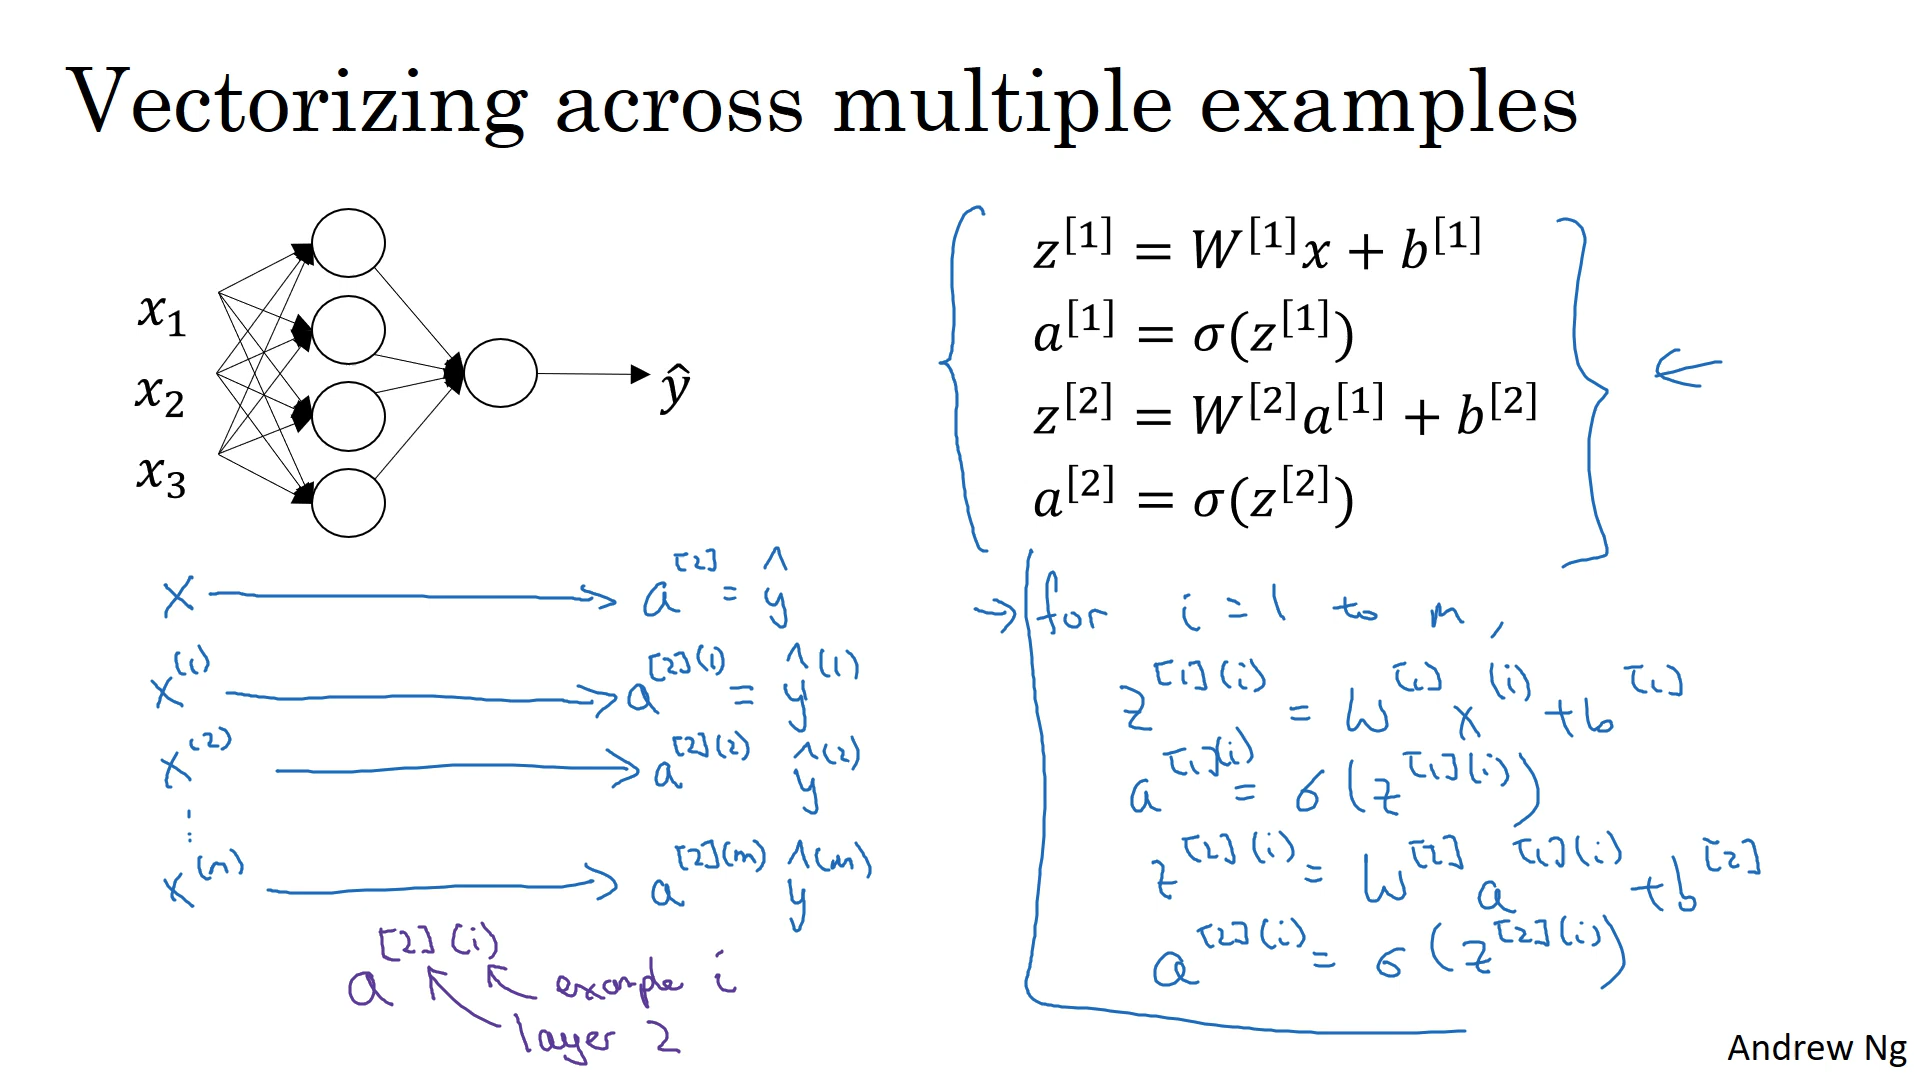 Vectorizing across multiple examples
x₁
x₂
x₃
ŷ
z^[1] = W^[1]x + b^[1]
a^[1] = σ(z^[1])
z^[2] = W^[2]a^[1] + b^[2]
a^[2] = σ(z^[2])
x → a^[2] = ŷ
x^(1) → a^[2](1) = ŷ^(1)
x^(2) → a^[2](2) ŷ^(2)
⋮
x^(m) → a^[2](m) ŷ^(m)
a^[2](i)
← example i
layer 2
←
→ for i = 1 to m,
z^[1](i) = W^[1] x^(i) + b^[1]
a^[1](i) = σ(z^[1](i))
z^[2](i) = W^[2] a^[1](i) + b^[2]
a^[2](i) = σ(z^[2](i))
Andrew Ng